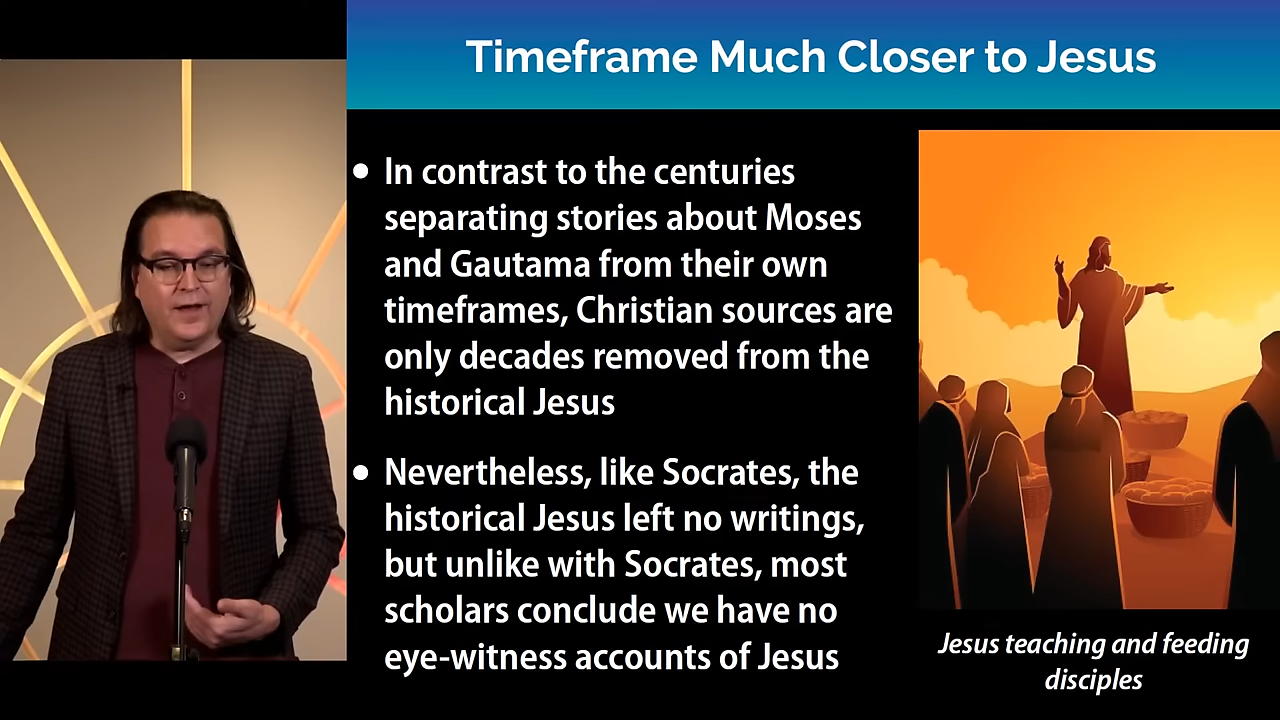 Timeframe Much Closer to Jesus
• In contrast to the centuries
separating stories about Moses
and Gautama from their own
timeframes, Christian sources are
only decades removed from the
historical Jesus
• Nevertheless, like Socrates, the
historical Jesus left no writings,
but unlike with Socrates, most
scholars conclude we have no
eye-witness accounts of Jesus
Jesus teaching and feeding
disciples